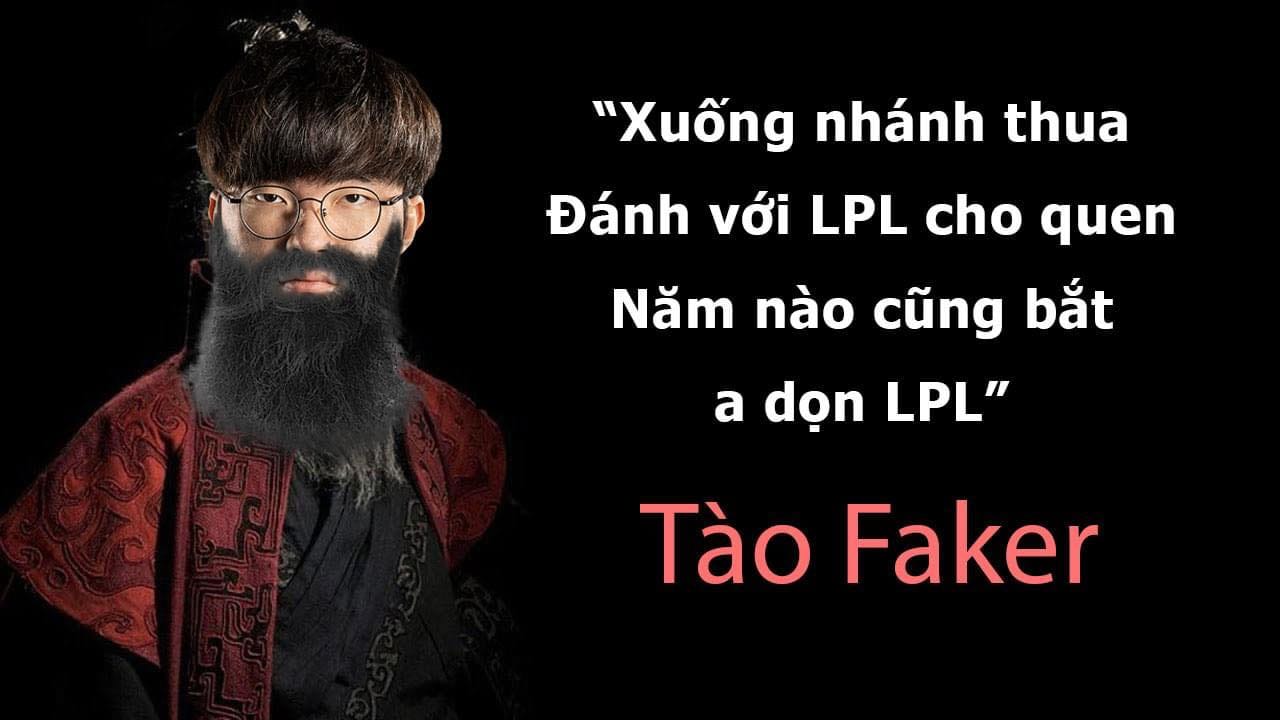 “Xuống nhánh thua
Đánh với LPL cho quen
Năm nào cũng bắt
a dọn LPL”
Tào Faker